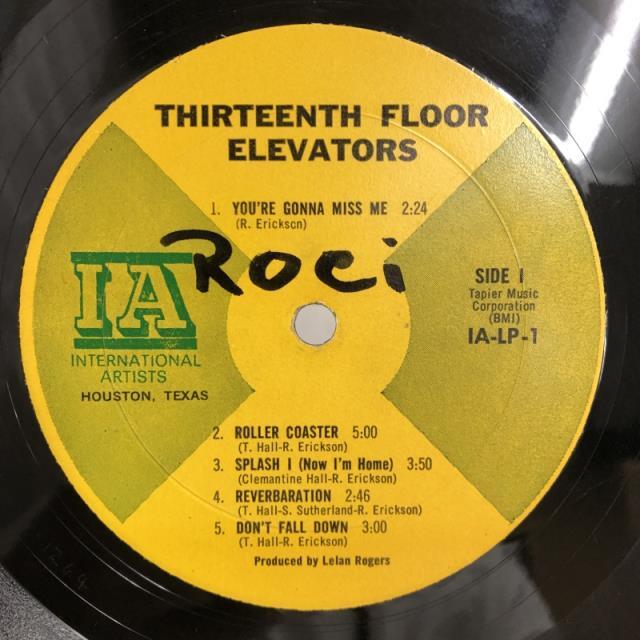 THIRTEENTH FLOOR
ELEVATORS
1. YOU'RE GONNA MISS ME 2:24
(R. Erickson)
Roci
IA
INTERNATIONAL
ARTISTS
HOUSTON, TEXAS
SIDE I
Tapier Music
Corporation
(BMI)
IA-LP-1
2. ROLLER COASTER 5:00
(T. Hall-R. Erickson)
3. SPLASH I (Now I'm Home) 3:50
(Clementine Hall-R. Erickson)
4. REVERBARATION 2:46
(T. Hall-S. Sutherland-R. Erickson)
5. DON'T FALL DOWN 3:00
(T. Hall-R. Erickson)
Produced by Lelan Rogers